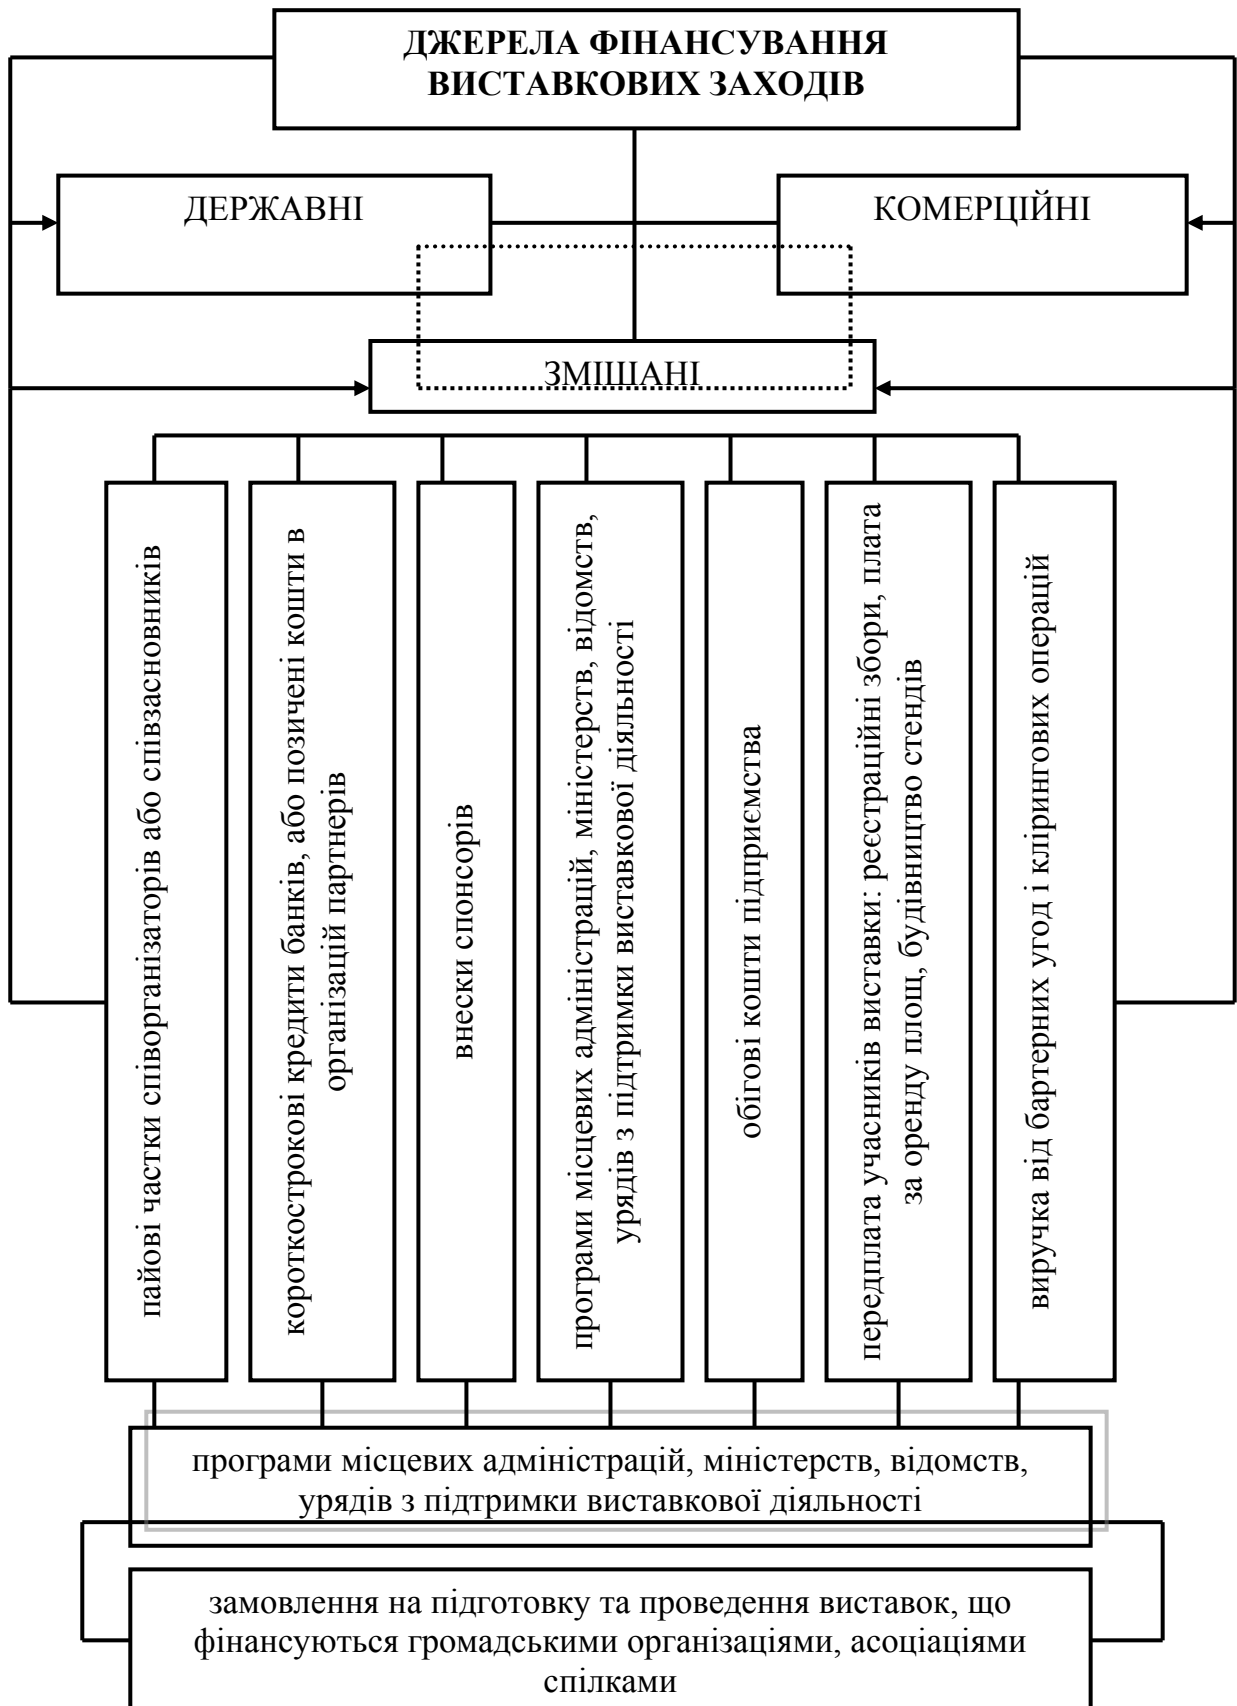 ДЖЕРЕЛА ФІНАНСУВАННЯ
ВИСТАВКОВИХ ЗАХОДІВ
ДЕРЖАВНІ
КОМЕРЦІЙНІ
ЗМІШАНІ
пайові частки співорганізаторів або співзасновників
короткострокові кредити банків, або позичені кошти в
організацій партнерів
внески спонсорів
програми місцевих адміністрацій, міністерств, відомств,
урядів з підтримки виставкової діяльності
обігові кошти підприємства
передплата учасників виставки: реєстраційні збори, плата
за оренду площ, будівництво стендів
виручка від бартерних угод і клірингових операцій
програми місцевих адміністрацій, міністерств, відомств,
урядів з підтримки виставкової діяльності
замовлення на підготовку та проведення виставок, що
фінансуються громадськими організаціями, асоціаціями
спілками